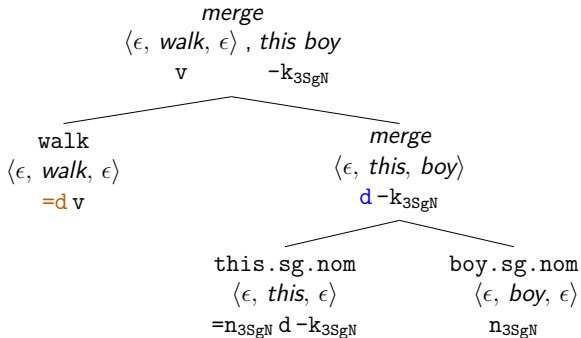 merge
⟨ϵ, walk, ϵ⟩ , this boy
v -k3SgN
walk
⟨ϵ, walk, ϵ⟩
=d v
merge
⟨ϵ, this, boy⟩
d -k3SgN
this.sg.nom
⟨ϵ, this, ϵ⟩
=n3SgN d -k3SgN
boy.sg.nom
⟨ϵ, boy, ϵ⟩
n3SgN